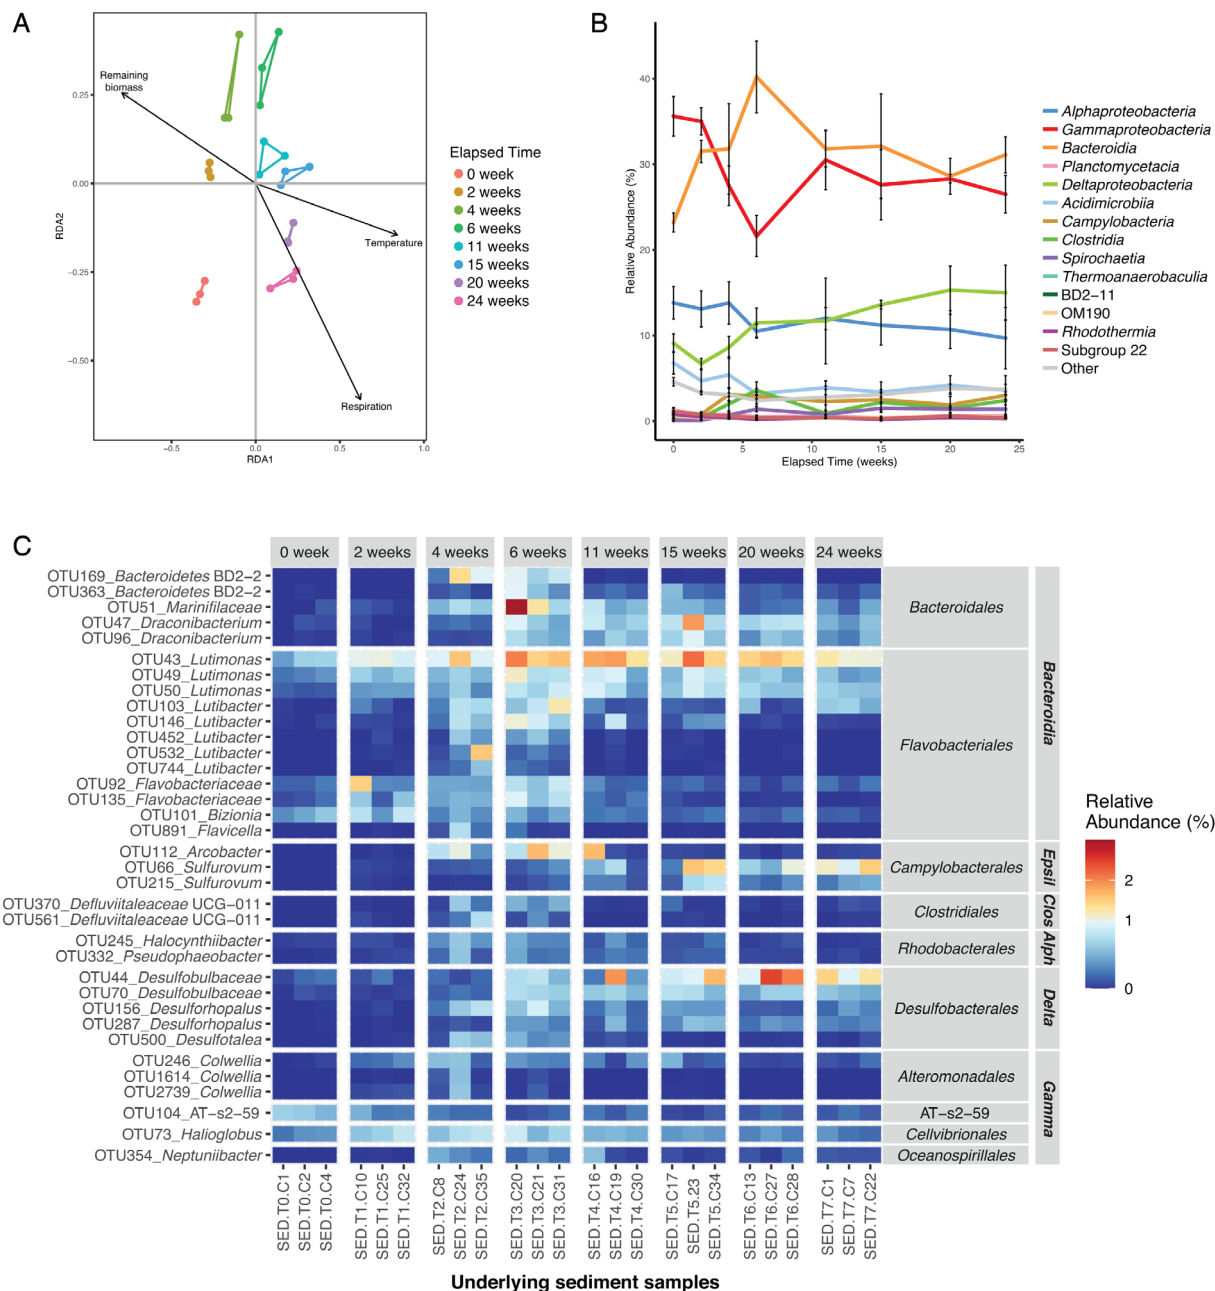 A
Remaining
biomass
0.25
0.00
−0.25
−0.50
RDA2
Temperature
Respiration
−0.5
0.0
0.5
1.0
RDA1
Elapsed Time
0 week
2 weeks
4 weeks
6 weeks
11 weeks
15 weeks
20 weeks
24 weeks
B
Relative Abundance (%)
40
30
20
10
0
0
5
10
15
20
25
Elapsed Time (weeks)
Alphaproteobacteria
Gammaproteobacteria
Bacteroidia
Planctomycetacia
Deltaproteobacteria
Acidimicrobiia
Campylobacteria
Clostridia
Spirochaetia
Thermoanaerobaculia
BD2−11
OM190
Rhodothermia
Subgroup 22
Other
C
0 week 2 weeks 4 weeks 6 weeks 11 weeks 15 weeks 20 weeks 24 weeks
OTU169_Bacteroidetes BD2−2
OTU363_Bacteroidetes BD2−2
OTU51_Marinifilaceae
OTU47_Draconibacterium
OTU96_Draconibacterium
OTU43_Lutimonas
OTU49_Lutimonas
OTU50_Lutimonas
OTU103_Lutibacter
OTU146_Lutibacter
OTU452_Lutibacter
OTU532_Lutibacter
OTU744_Lutibacter
OTU92_Flavobacteriaceae
OTU135_Flavobacteriaceae
OTU101_Bizionia
OTU891_Flavicella
OTU112_Arcobacter
OTU66_Sulfurovum
OTU215_Sulfurovum
OTU370_Defluviitaleaceae UCG−011
OTU561_Defluviitaleaceae UCG−011
OTU245_Halocynthiibacter
OTU332_Pseudophaeobacter
OTU44_Desulfobulbaceae
OTU70_Desulfobulbaceae
OTU156_Desulforhopalus
OTU287_Desulforhopalus
OTU500_Desulfotalea
OTU246_Colwellia
OTU1614_Colwellia
OTU2739_Colwellia
OTU104_AT−s2−59
OTU73_Halioglobus
OTU354_Neptuniibacter
Bacteroidales
Flavobacteriales
Campylobacterales
Clostridiales
Rhodobacterales
Desulfobacterales
Alteromonadales
AT−s2−59
Cellvibrionales
Oceanospirillales
Bacteroidia
Epsil
Clos
Alph
Delta
Gamma
Relative
Abundance (%)
2
1
0
SED.T0.C1
SED.T0.C2
SED.T0.C4
SED.T1.C10
SED.T1.C25
SED.T1.C32
SED.T2.C8
SED.T2.C24
SED.T2.C35
SED.T3.C20
SED.T3.C21
SED.T3.C31
SED.T4.C16
SED.T4.C19
SED.T4.C30
SED.T5.C17
SED.T5.23
SED.T5.C34
SED.T6.C13
SED.T6.C27
SED.T6.C28
SED.T7.C1
SED.T7.C7
SED.T7.C22
Underlying sediment samples